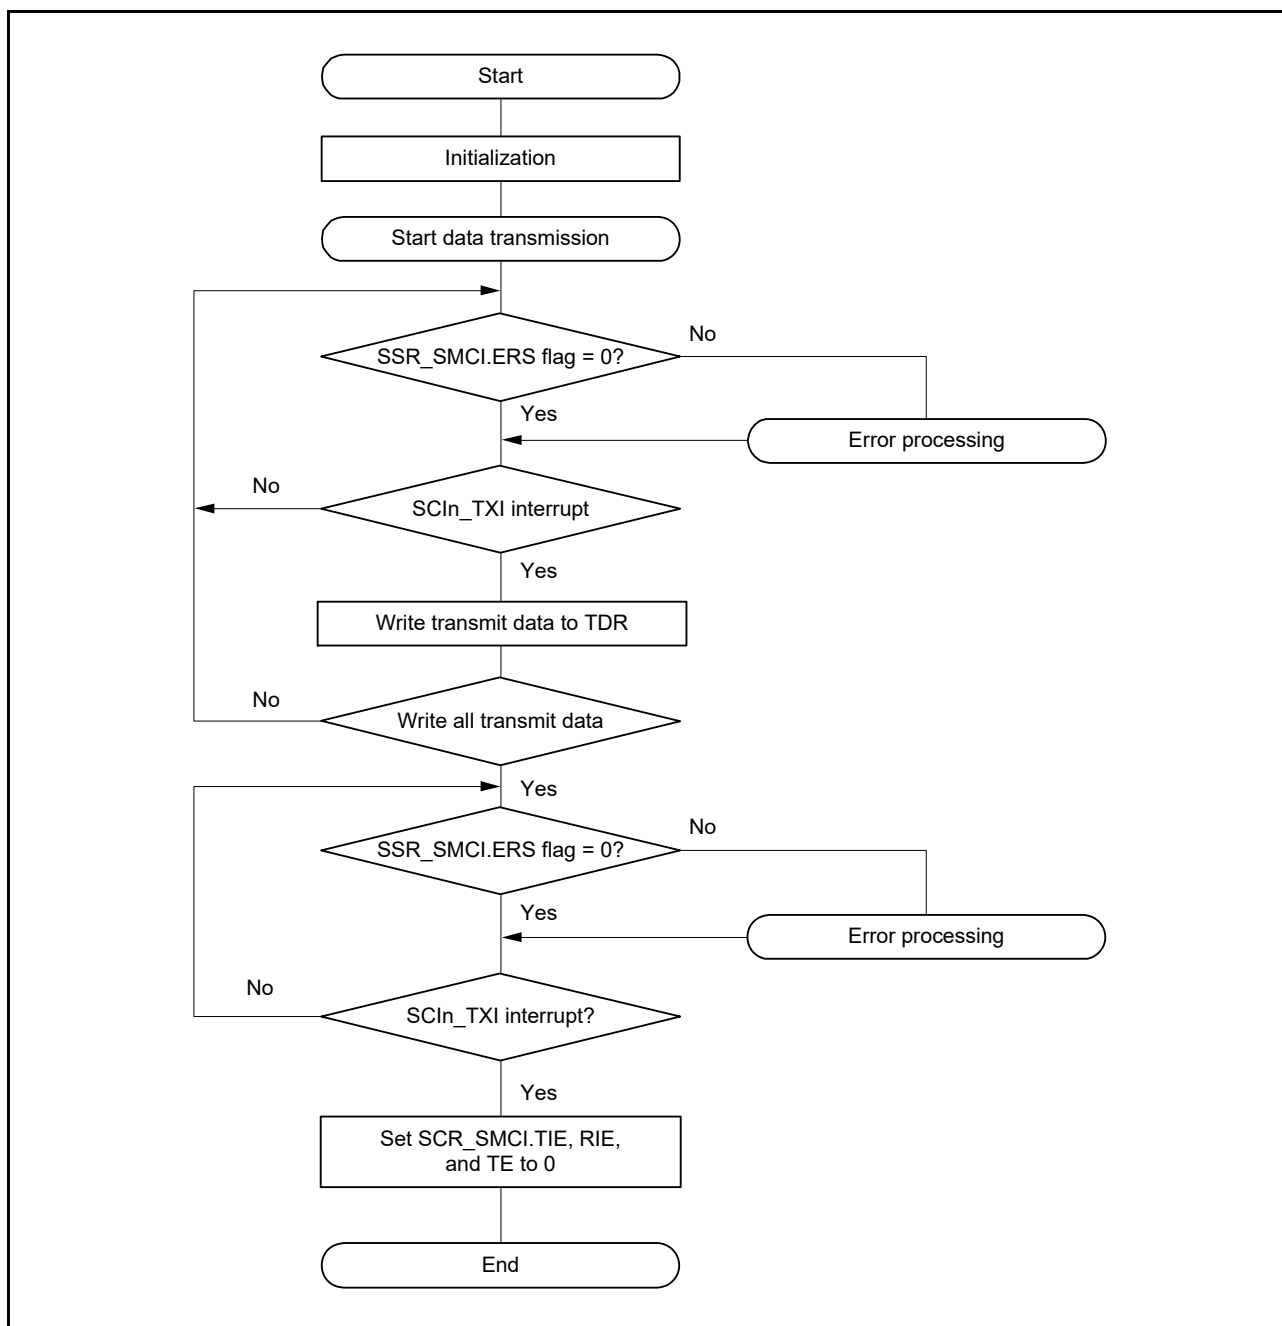 Start
Initialization
Start data transmission
SSR_SMCI.ERS flag = 0?
No
Yes
Error processing
SCIn_TXI interrupt
No
Yes
Write transmit data to TDR
Write all transmit data
No
Yes
SSR_SMCI.ERS flag = 0?
No
Yes
Error processing
SCIn_TXI interrupt?
No
Yes
Set SCR_SMCI.TIE, RIE,
and TE to 0
End